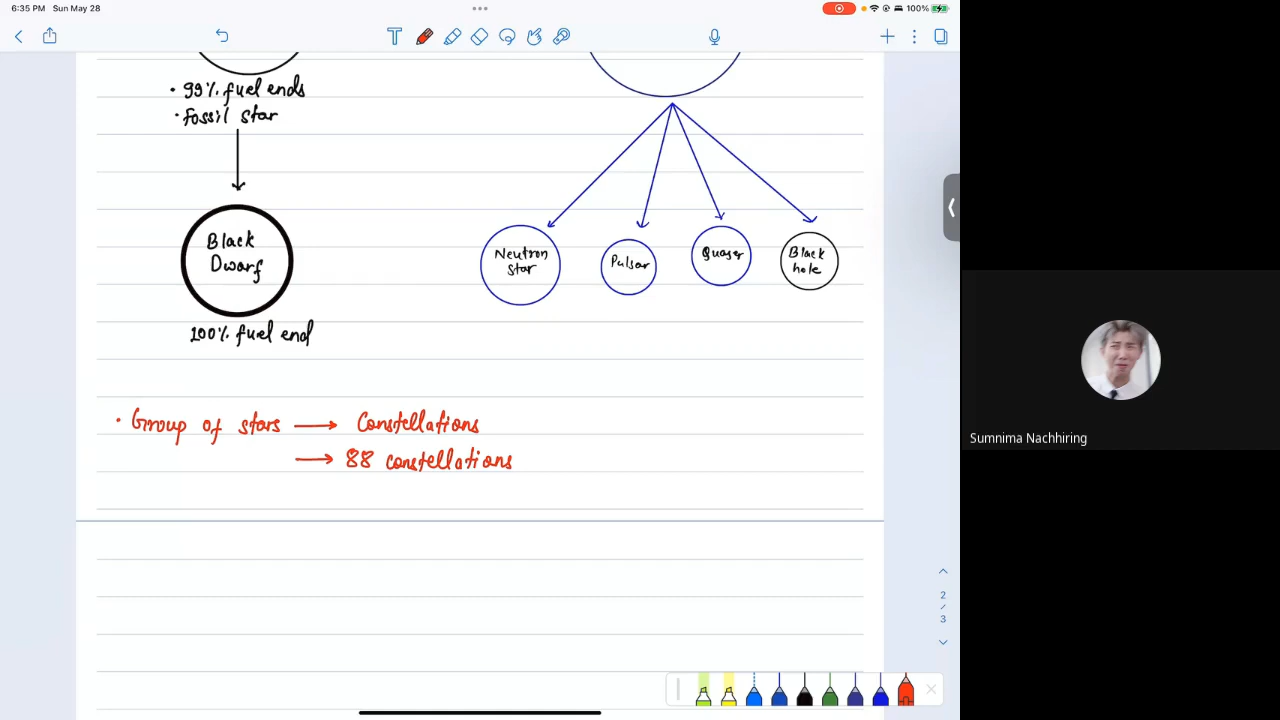 6:35 PM Sun May 28
100%
• 99% fuel ends
• Fossil star
Black
Dwarf
100% fuel end
Neutron
star
Pulsar
Quaser
Black
hole
• Group of stars → Constellations
→ 88 constellations
Sumnima Nachhiring
2
/
3